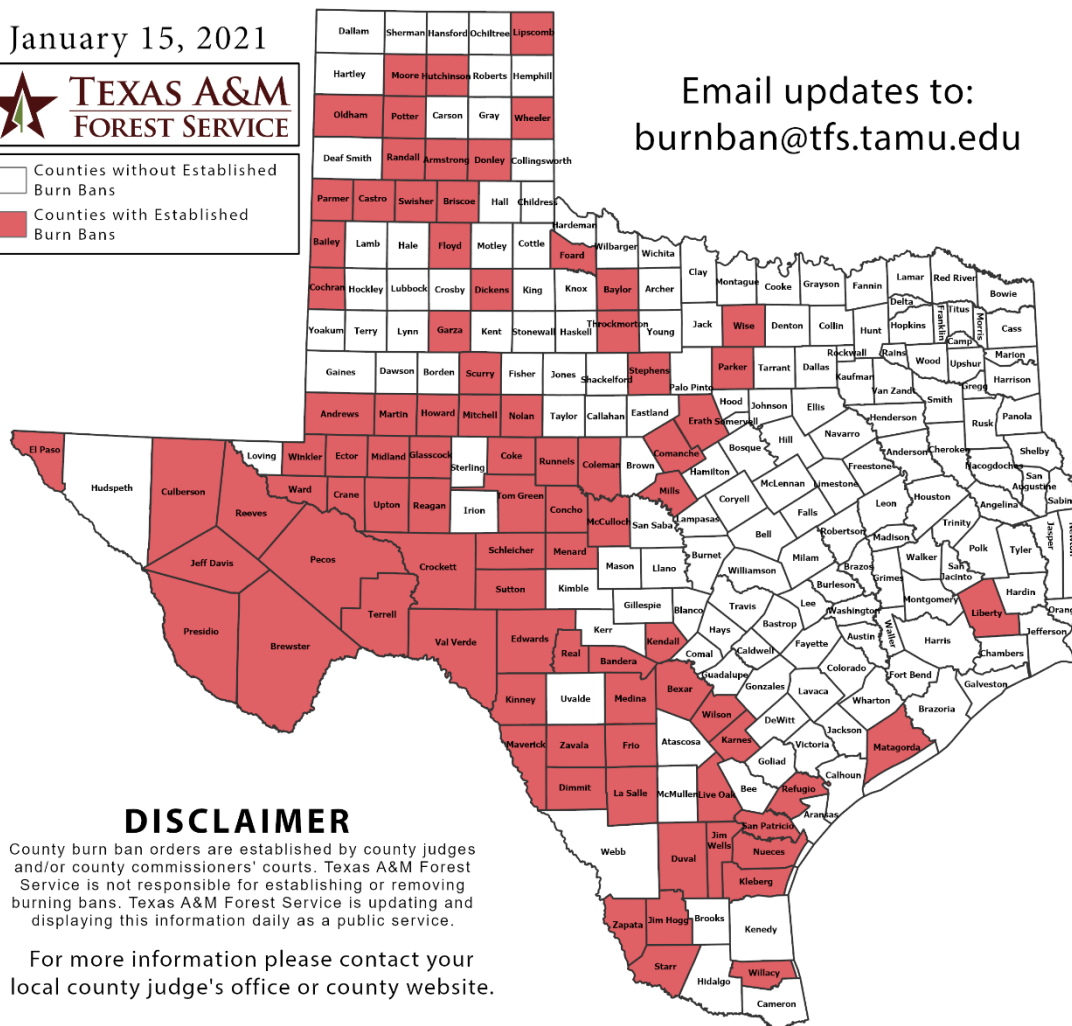 January 15, 2021
TEXAS A&M
FOREST SERVICE
Counties without Established
Burn Bans
Counties with Established
Burn Bans
Email updates to:
burnban@tfs.tamu.edu
Dallam Sherman Hansford Ochiltree Lipscomb
Hartley Moore Hutchinson Roberts Hemphill
Oldham Potter Carson Gray Wheeler
Deaf Smith Randall Armstrong Donley Collingsworth
Parmer Castro Swisher Briscoe Hall Childress
Hardeman
Bailey Lamb Hale Floyd Motley Cottle Foard Wilbarger Wichita
Clay Montague Cooke Grayson Fannin Lamar Red River Bowie
Cochran Hockley Lubbock Crosby Dickens King Knox Baylor Archer
Delta Titus Franklin Morris Cass
Yoakum Terry Lynn Garza Kent Stonewall Haskell Throckmorton Young Jack Wise Denton Collin Hunt Hopkins Camp
Rockwall Rains Wood Upshur Marion
Gaines Dawson Borden Scurry Fisher Jones Shackelford Stephens Palo Pinto Parker Tarrant Dallas Kaufman Van Zandt Gregg Harrison
Andrews Martin Howard Mitchell Nolan Taylor Callahan Eastland Erath Hood Somervell Johnson Ellis Henderson Smith Rusk Panola
El Paso Hudspeth Culberson Loving Winkler Ector Midland Glasscock Sterling Coke Runnels Coleman Brown Comanche Hamilton Bosque Hill Navarro Freestone Anderson Cherokee Nacogdoches Shelby
San Augustine Sabin
Reeves Ward Crane Upton Reagan Irion Tom Green Concho McCulloch San Saba Mills Lampasas Coryell McLennan Limestone Falls Leon Houston Angelina
Trinity Jasper
Jeff Davis Pecos Crockett Schleicher Menard Mason Llano Burnet Bell Milam Robertson Madison Walker Polk Tyler
San Jacinto
Presidio Brewster Terrell Sutton Kimble Gillespie Blanco Williamson Burleson Brazos Grimes Montgomery Liberty Hardin Orang
Val Verde Edwards Real Kerr Bandera Kendall Hays Travis Bastrop Lee Washington Austin Waller Harris Chambers Jefferson
Comal Caldwell Fayette Colorado Fort Bend Galveston
Kinney Uvalde Medina Bexar Guadalupe Gonzales Lavaca Wharton Brazoria
Maverick Zavala Frio Atascosa Wilson Karnes DeWitt Victoria Jackson Matagorda
Dimmit La Salle McMullen Live Oak Bee Goliad Refugio Calhoun
Aransas
Webb Duval Jim Wells San Patricio Nueces
Kleberg
Zapata Jim Hogg Brooks Kenedy
Starr Hidalgo Willacy
Cameron
DISCLAIMER
County burn ban orders are established by county judges
and/or county commissioners' courts. Texas A&M Forest
Service is not responsible for establishing or removing
burning bans. Texas A&M Forest Service is updating and
displaying this information daily as a public service.
For more information please contact your
local county judge's office or county website.